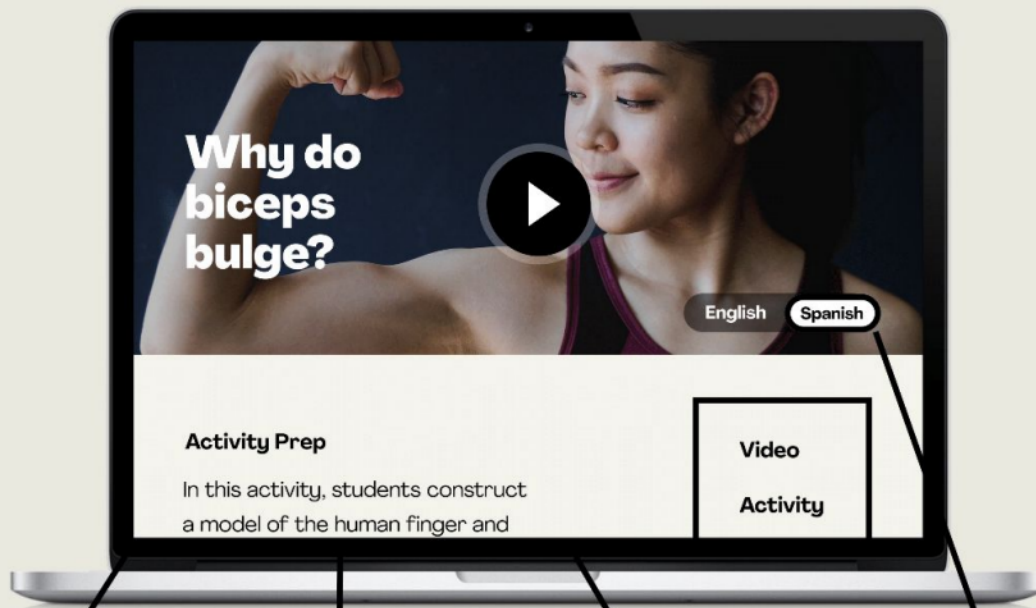 Why do
biceps
bulge?
English Spanish
Activity Prep
In this activity, students construct
a model of the human finger and
Video
Activity